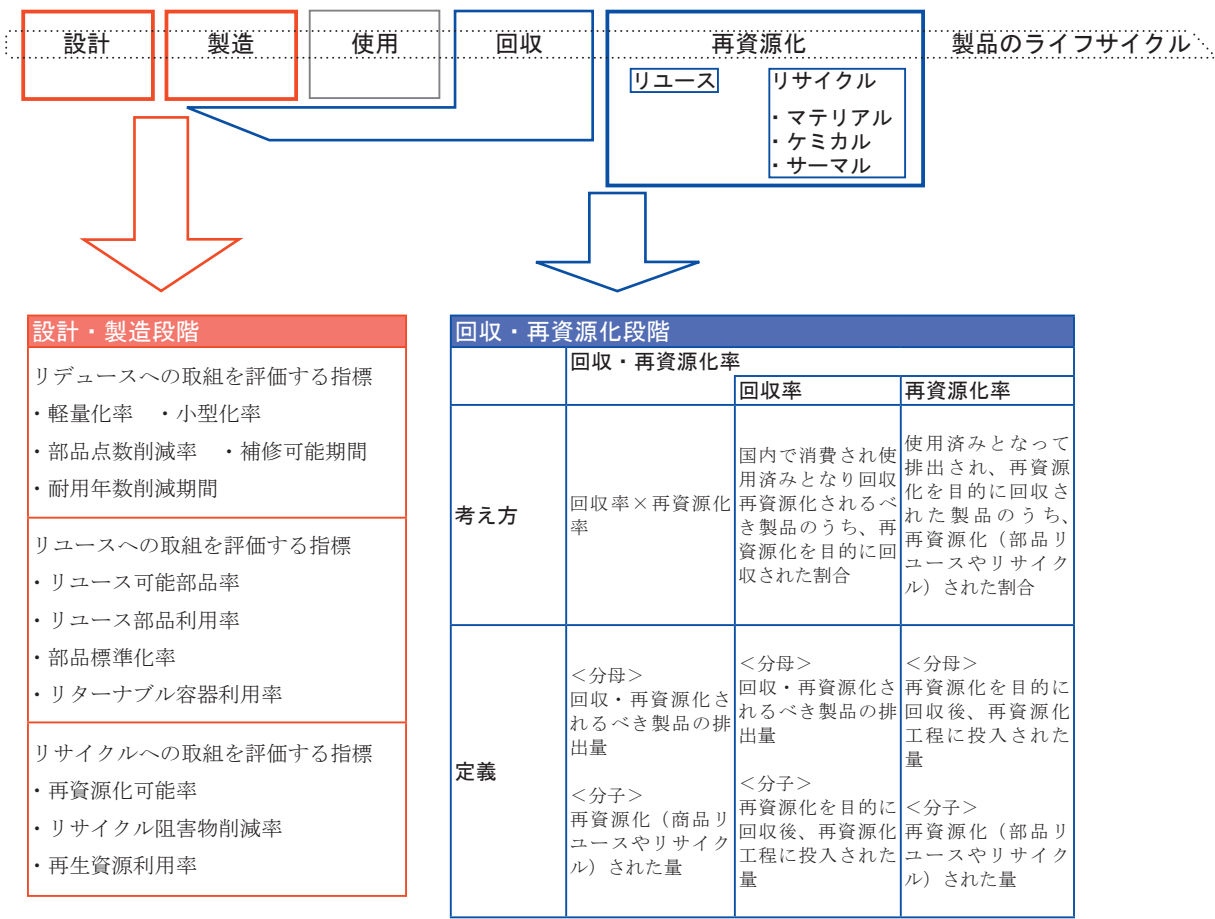 設計
製造
使用
回収
再資源化
製品のライフサイクル
リユース
リサイクル
・マテリアル
・ケミカル
・サーマル
設計・製造段階
リデュースへの取組を評価する指標
・軽量化率　・小型化率
・部品点数削減率　・補修可能期間
・耐用年数削減期間
リユースへの取組を評価する指標
・リユース可能部品率
・リユース部品利用率
・部品標準化率
・リターナブル容器利用率
リサイクルへの取組を評価する指標
・再資源化可能率
・リサイクル阻害物削減率
・再生資源利用率
回収・再資源化段階
回収・再資源化率
回収率
再資源化率
考え方
回収率×再資源化
率
国内で消費され使
用済みとなり回収
再資源化されるべ
き製品のうち、再
資源化を目的に回
収された割合
使用済みとなって
排出され、再資源
化を目的に回収さ
れた製品のうち、
再資源化（部品リ
ユースやリサイク
ル）された割合
定義
＜分母＞
回収・再資源化さ
れるべき製品の排
出量
＜分子＞
再資源化（商品リ
ユースやリサイク
ル）された量
＜分母＞
回収・再資源化さ
れるべき製品の排
出量
＜分子＞
再資源化を目的に
回収後、再資源化
工程に投入された
量
＜分母＞
再資源化を目的に
回収後、再資源化
工程に投入された
量
＜分子＞
再資源化（部品リ
ユースやリサイク
ル）された量